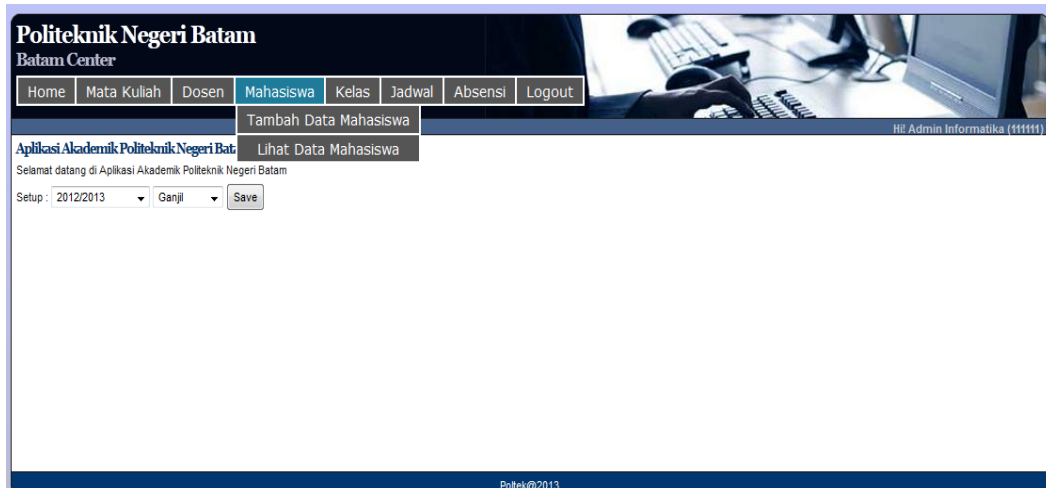 Politeknik Negeri Batam
Batam Center
Home Mata Kuliah Dosen Mahasiswa Kelas Jadwal Absensi Logout
Tambah Data Mahasiswa
Lihat Data Mahasiswa
Hi! Admin Informatika (111111)
Aplikasi Akademik Politeknik Negeri Bat
Selamat datang di Aplikasi Akademik Politeknik Negeri Batam
Setup : 2012/2013 Ganjil Save
Poltek@2013